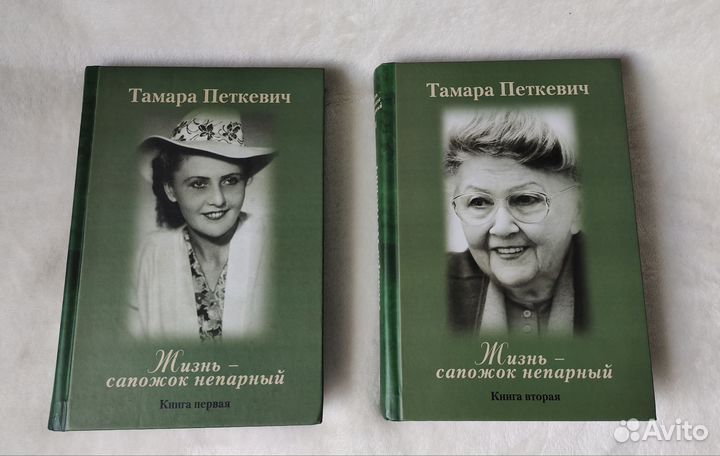 Тамара Петкевич
Жизнь –
сапожок непарный
Книга первая
Тамара Петкевич
Жизнь –
сапожок непарный
Книга вторая
Avito